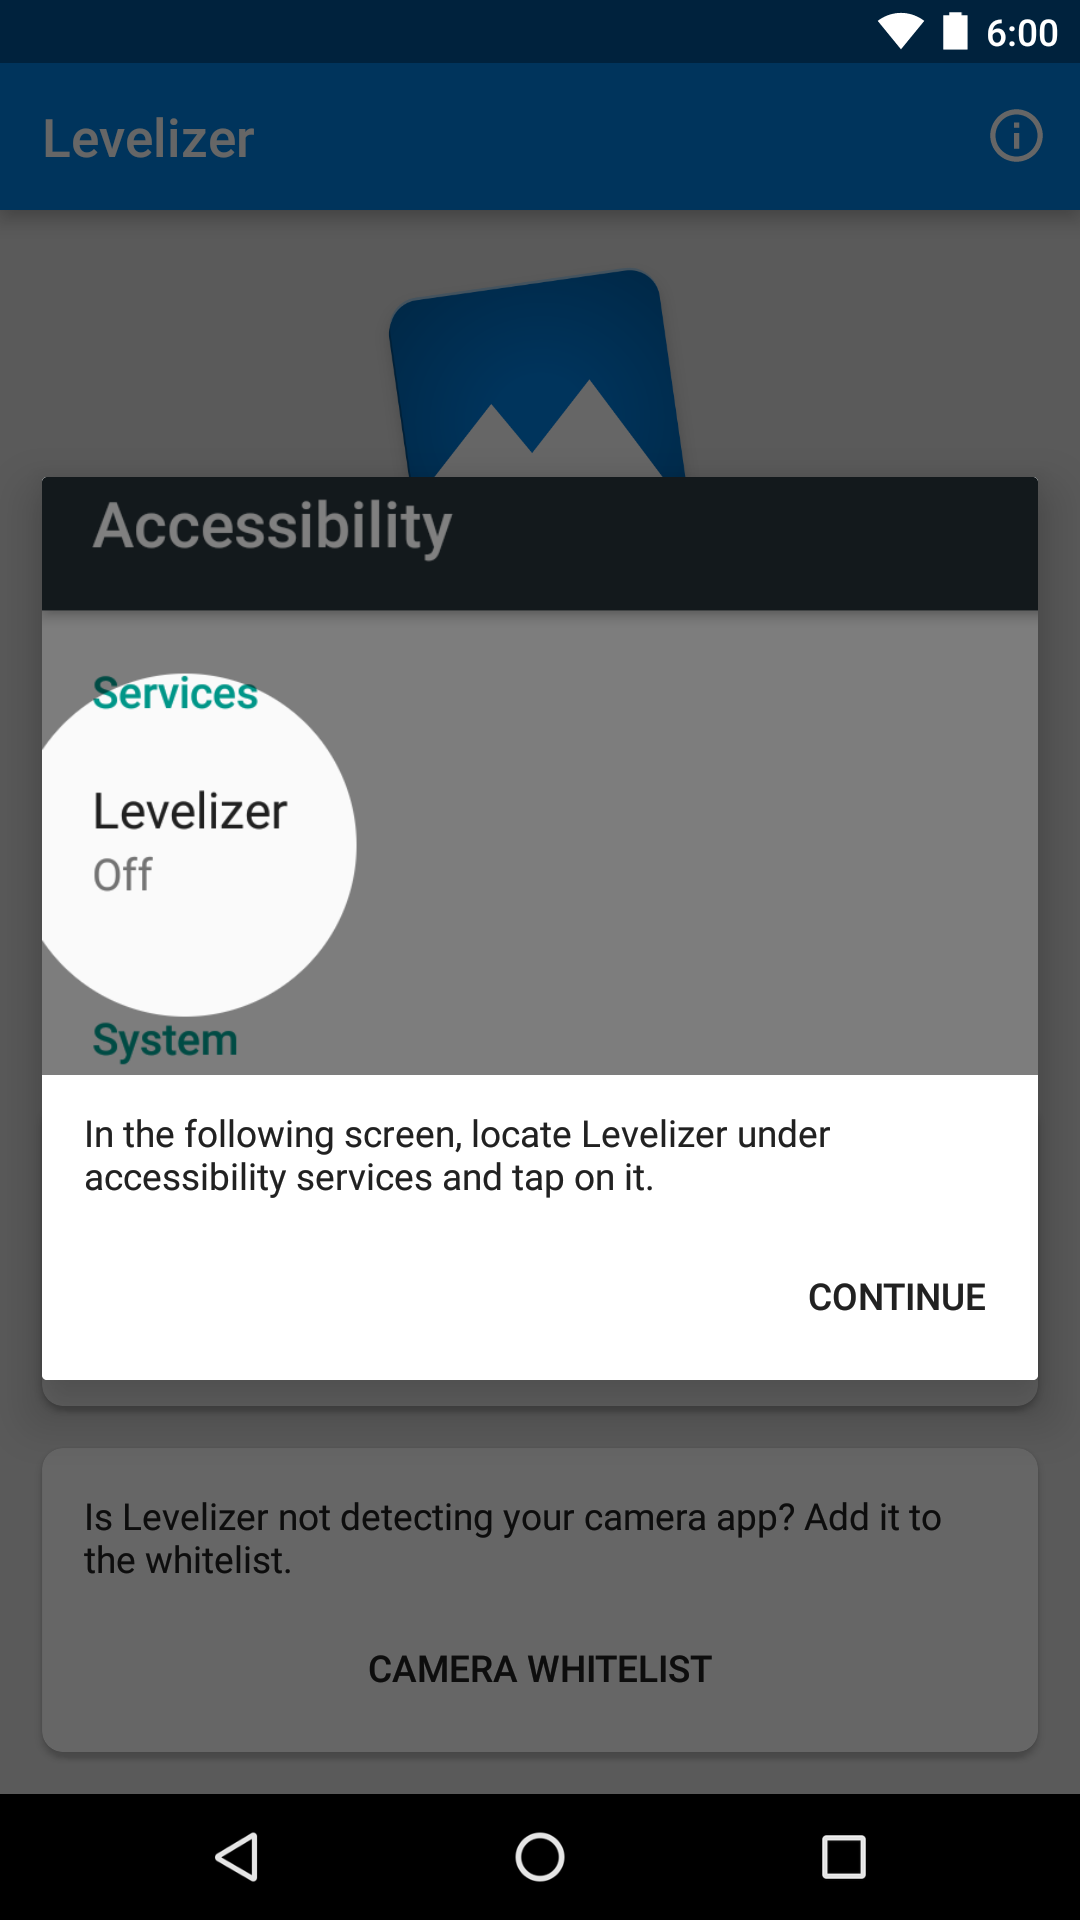 6:00
Levelizer
Accessibility
Services
Levelizer
Off
System
In the following screen, locate Levelizer under
accessibility services and tap on it.
CONTINUE
Is Levelizer not detecting your camera app? Add it to
the whitelist.
CAMERA WHITELIST